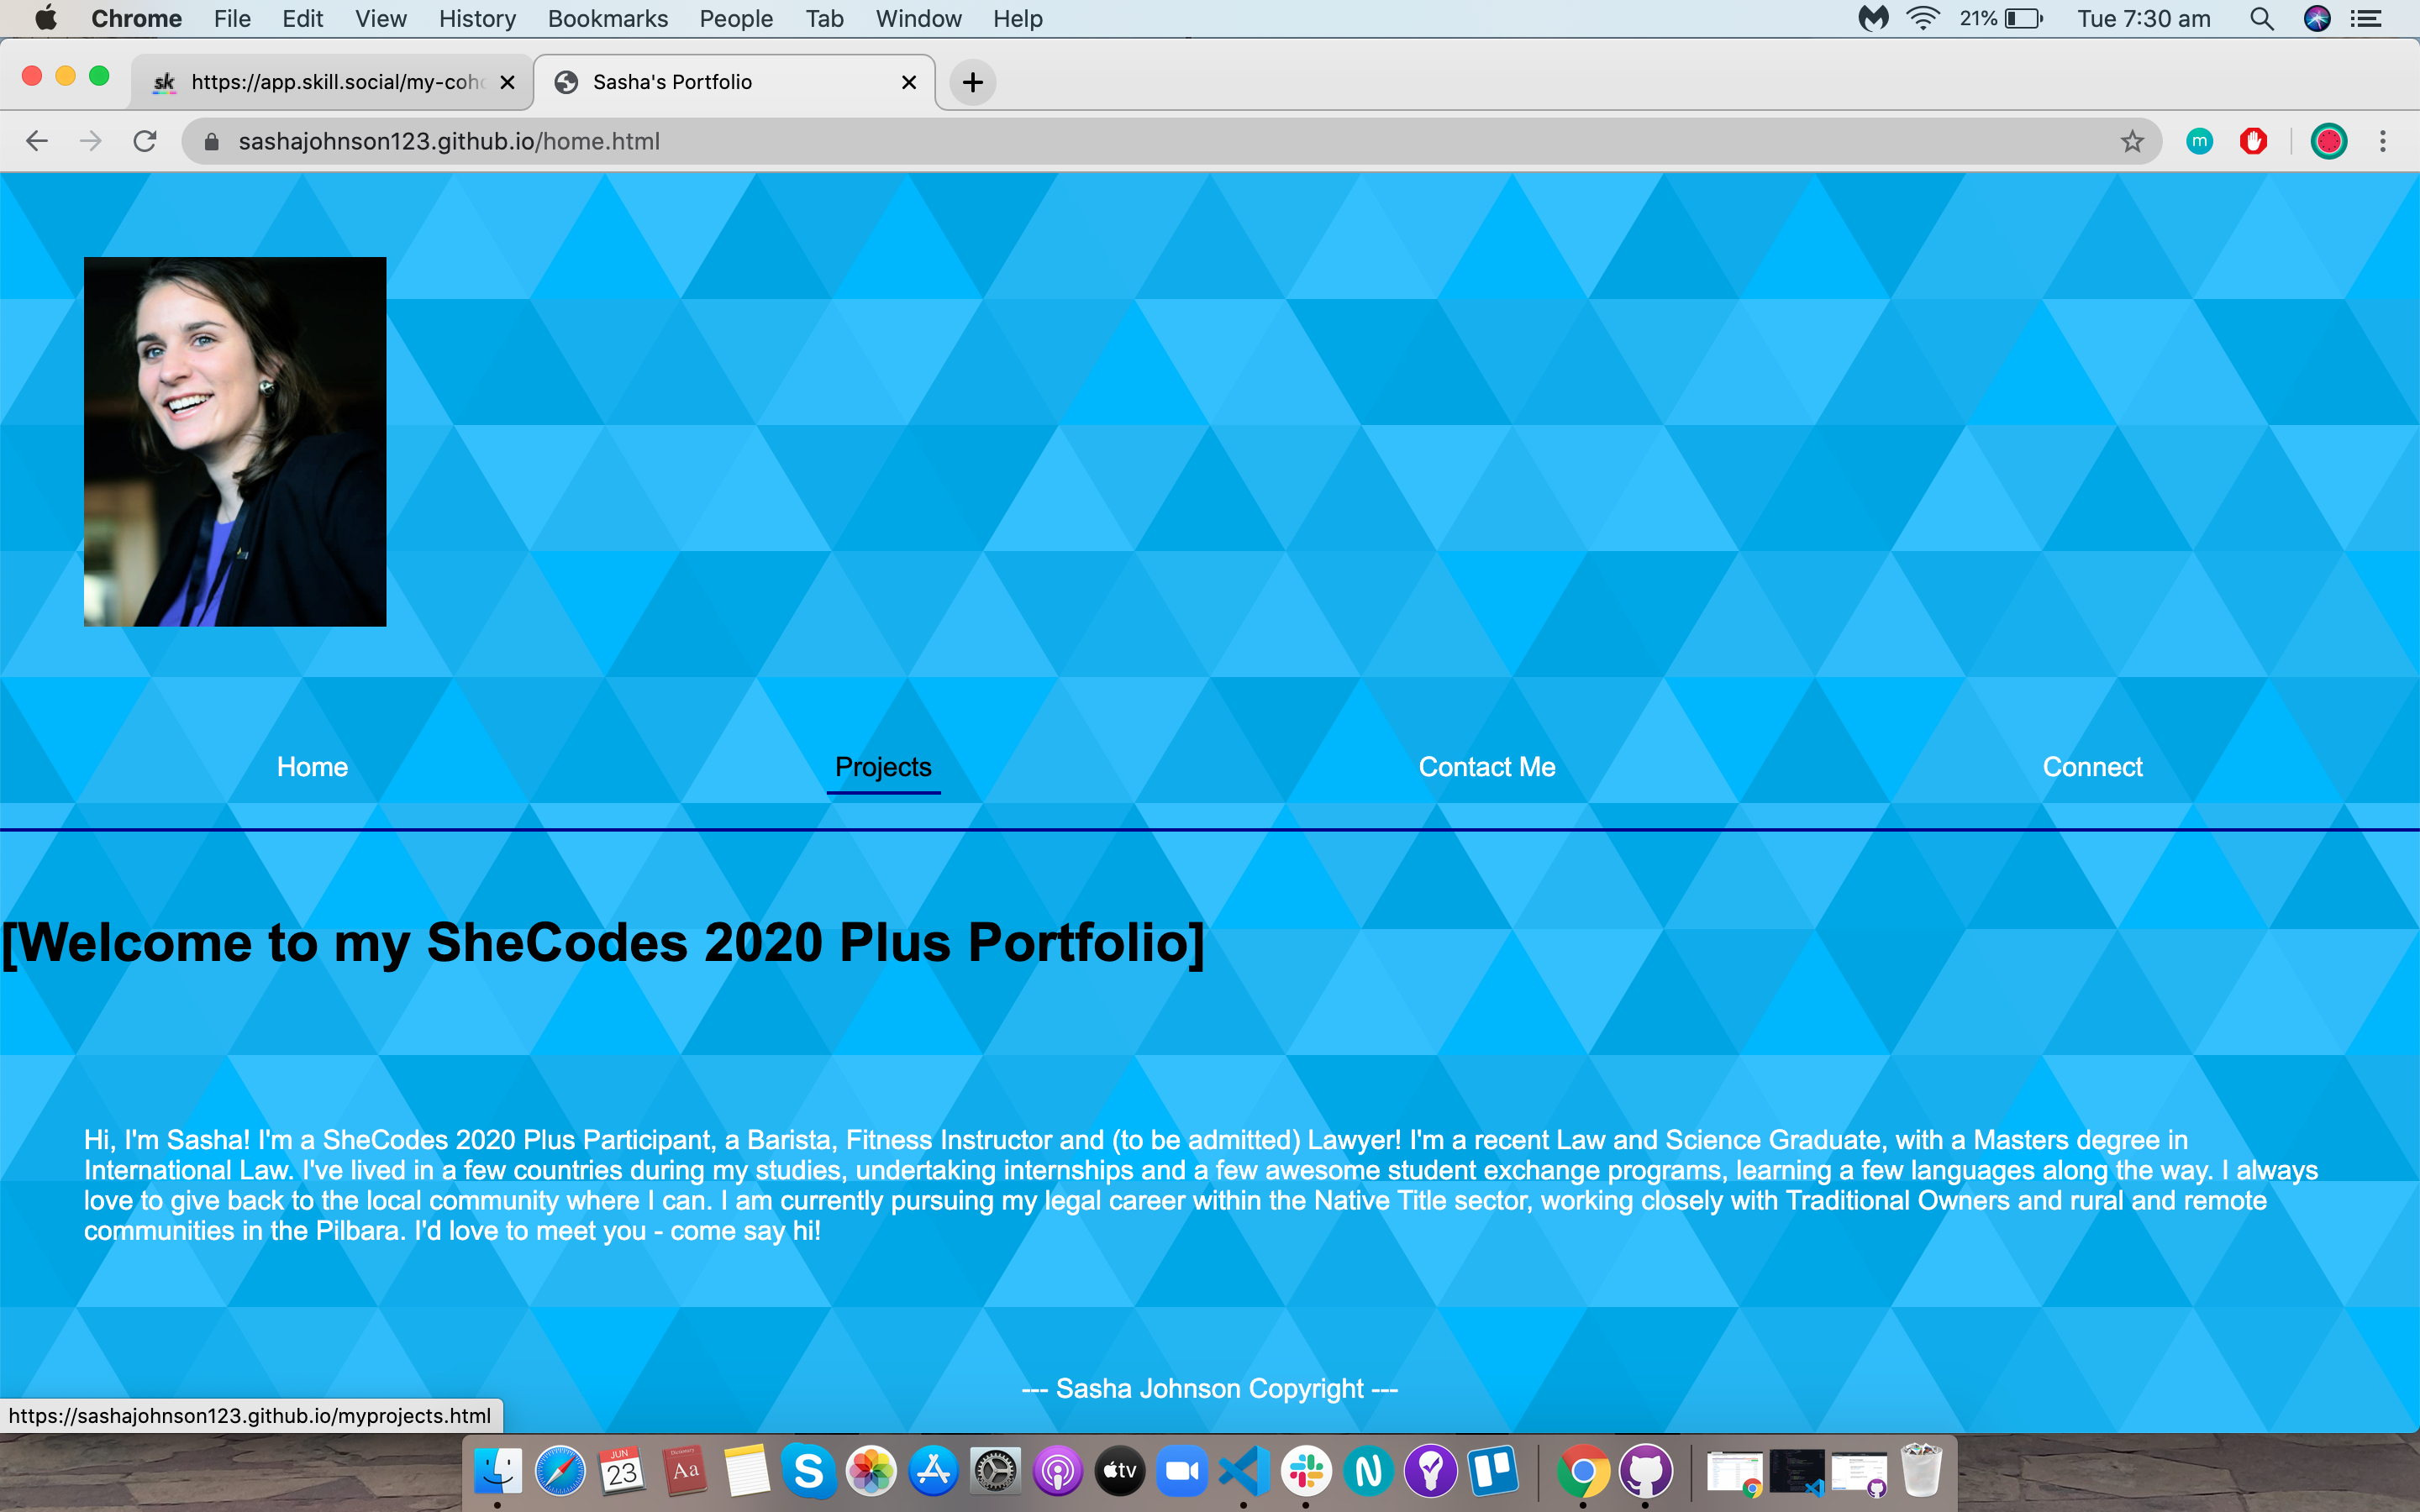 Chrome File Edit View History Bookmarks People Tab Window Help 21% Tue 7:30 am
sk https://app.skill.social/my-coh Sasha's Portfolio
sashajohnson123.github.io/home.html m
Home Projects Contact Me Connect
[Welcome to my SheCodes 2020 Plus Portfolio]
Hi, I'm Sasha! I'm a SheCodes 2020 Plus Participant, a Barista, Fitness Instructor and (to be admitted) Lawyer! I'm a recent Law and Science Graduate, with a Masters degree in
International Law. I've lived in a few countries during my studies, undertaking internships and a few awesome student exchange programs, learning a few languages along the way. I always
love to give back to the local community where I can. I am currently pursuing my legal career within the Native Title sector, working closely with Traditional Owners and rural and remote
communities in the Pilbara. I'd love to meet you - come say hi!
--- Sasha Johnson Copyright ---
https://sashajohnson123.github.io/myprojects.html
JUN
23
Dictionary
Aa
S
tv
N